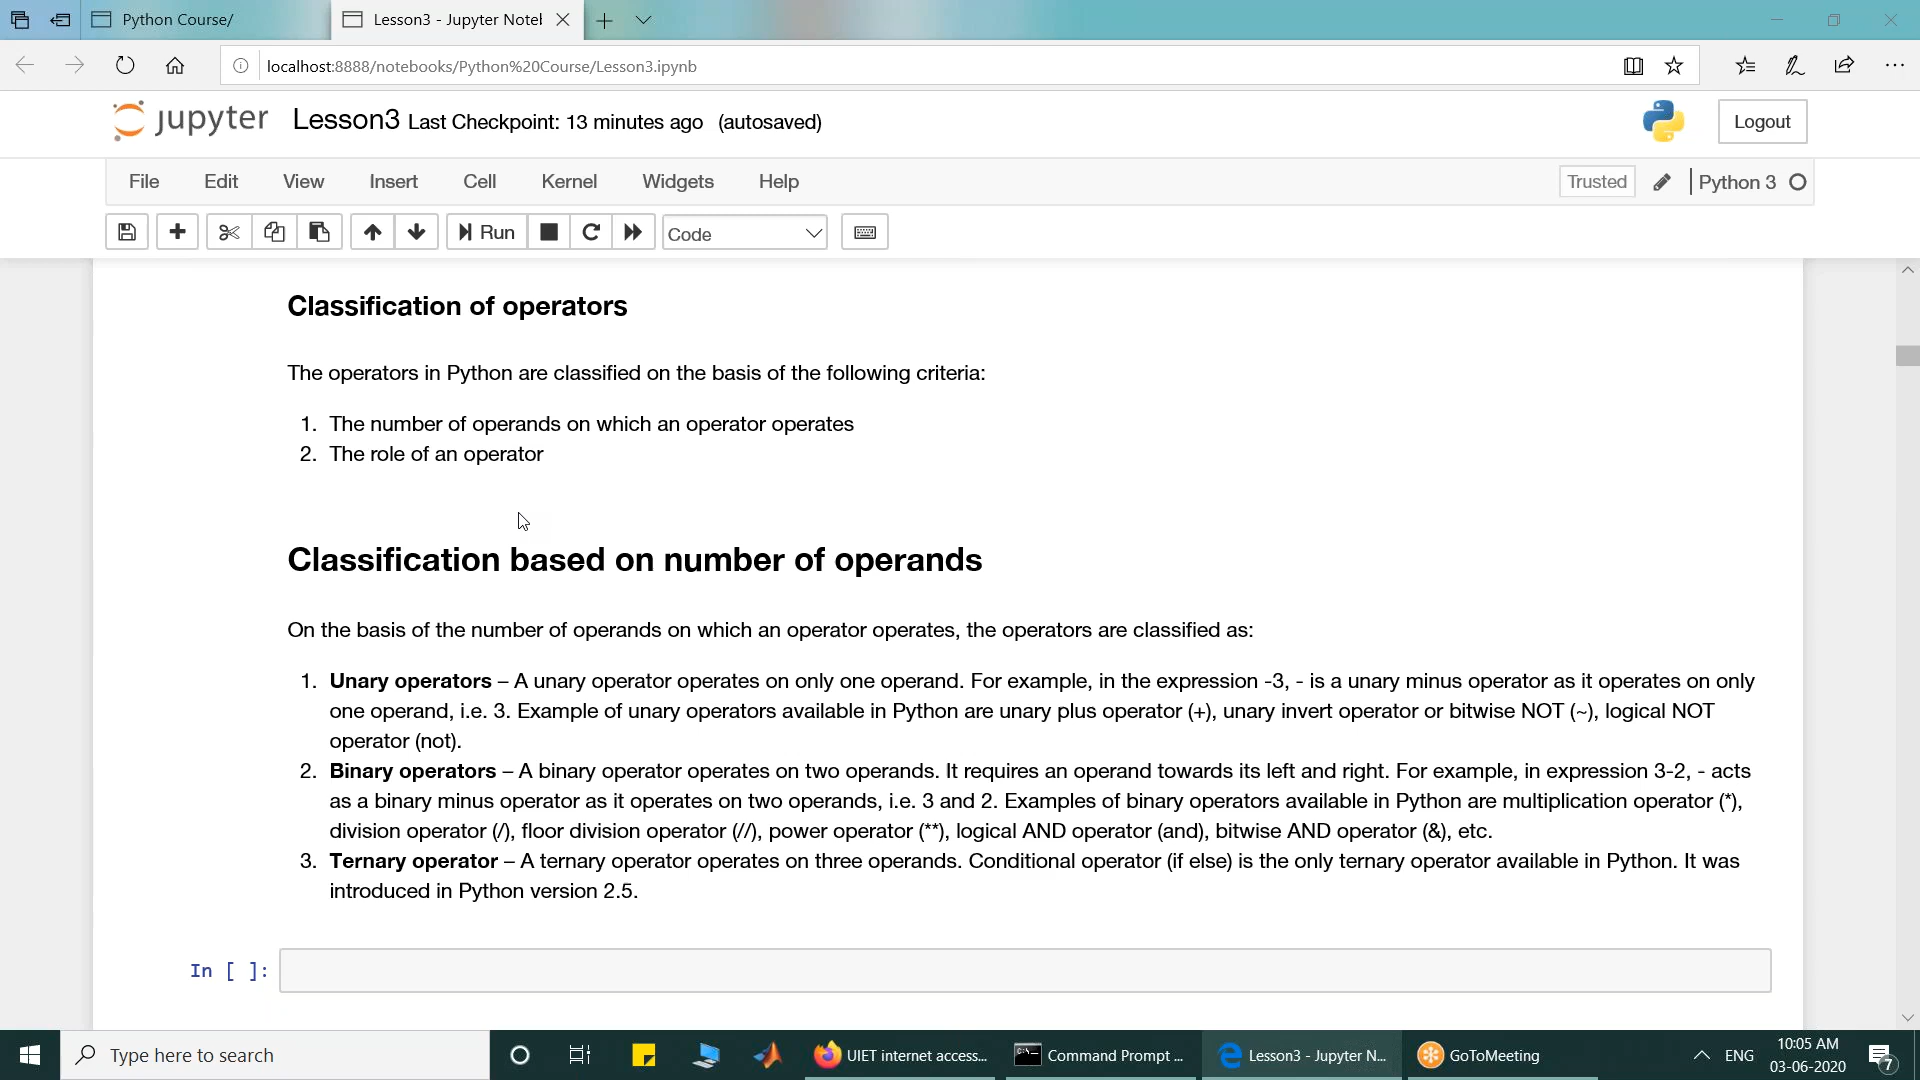 Python Course/
Lesson3 - Jupyter Notel
localhost:8888/notebooks/Python%20Course/Lesson3.ipynb
jupyter Lesson3 Last Checkpoint: 13 minutes ago (autosaved)
Logout
File Edit View Insert Cell Kernel Widgets Help
Trusted
Python 3
Run
Code
Classification of operators
The operators in Python are classified on the basis of the following criteria:
1. The number of operands on which an operator operates
2. The role of an operator
Classification based on number of operands
On the basis of the number of operands on which an operator operates, the operators are classified as:
1. Unary operators – A unary operator operates on only one operand. For example, in the expression -3, - is a unary minus operator as it operates on only
one operand, i.e. 3. Example of unary operators available in Python are unary plus operator (+), unary invert operator or bitwise NOT (~), logical NOT
operator (not).
2. Binary operators – A binary operator operates on two operands. It requires an operand towards its left and right. For example, in expression 3-2, - acts
as a binary minus operator as it operates on two operands, i.e. 3 and 2. Examples of binary operators available in Python are multiplication operator (*),
division operator (/), floor division operator (//), power operator (**), logical AND operator (and), bitwise AND operator (&), etc.
3. Ternary operator – A ternary operator operates on three operands. Conditional operator (if else) is the only ternary operator available in Python. It was
introduced in Python version 2.5.
In [ ]:
Type here to search
UIET internet access...
Command Prompt ...
Lesson3 - Jupyter N...
GoToMeeting
ENG
10:05 AM
03-06-2020
7